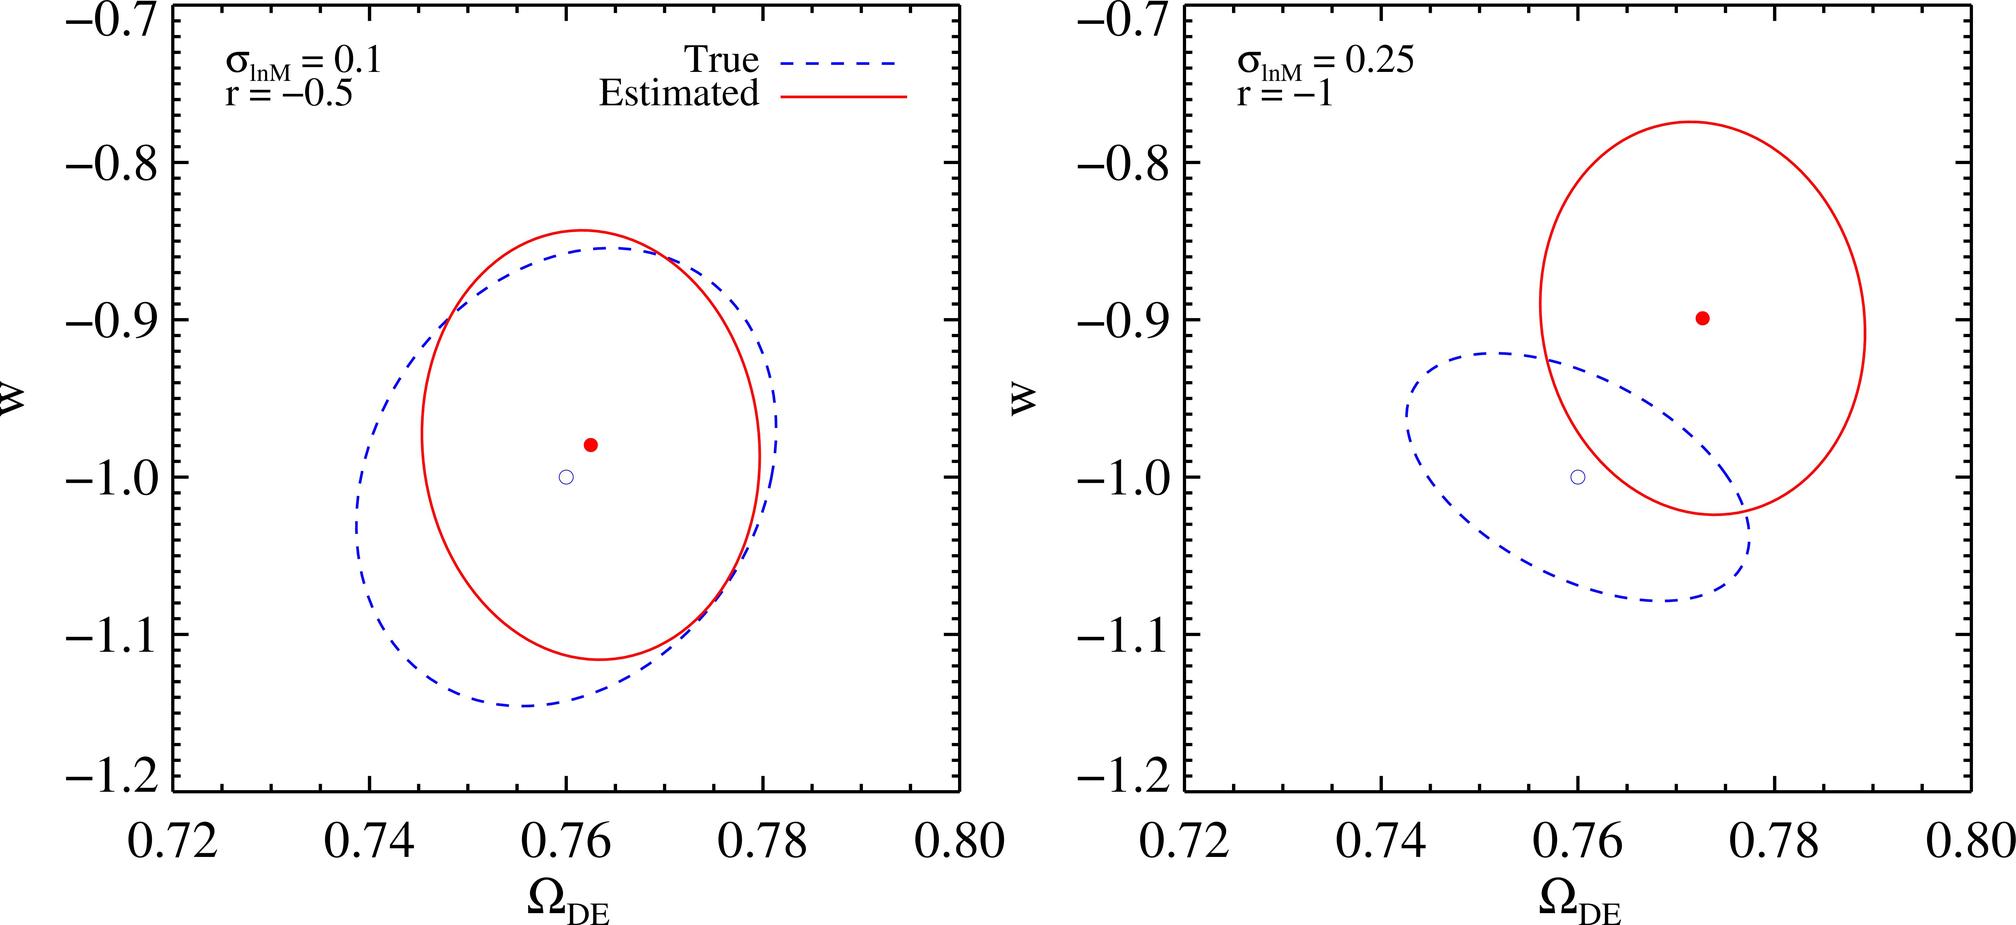 −0.7
−0.8
−0.9
−1.0
−1.1
−1.2
w
σlnM = 0.1
r = −0.5
True
Estimated
0.72 0.74 0.76 0.78 0.80
ΩDE
−0.7
−0.8
−0.9
−1.0
−1.1
−1.2
w
σlnM = 0.25
r = −1
0.72 0.74 0.76 0.78 0.80
ΩDE